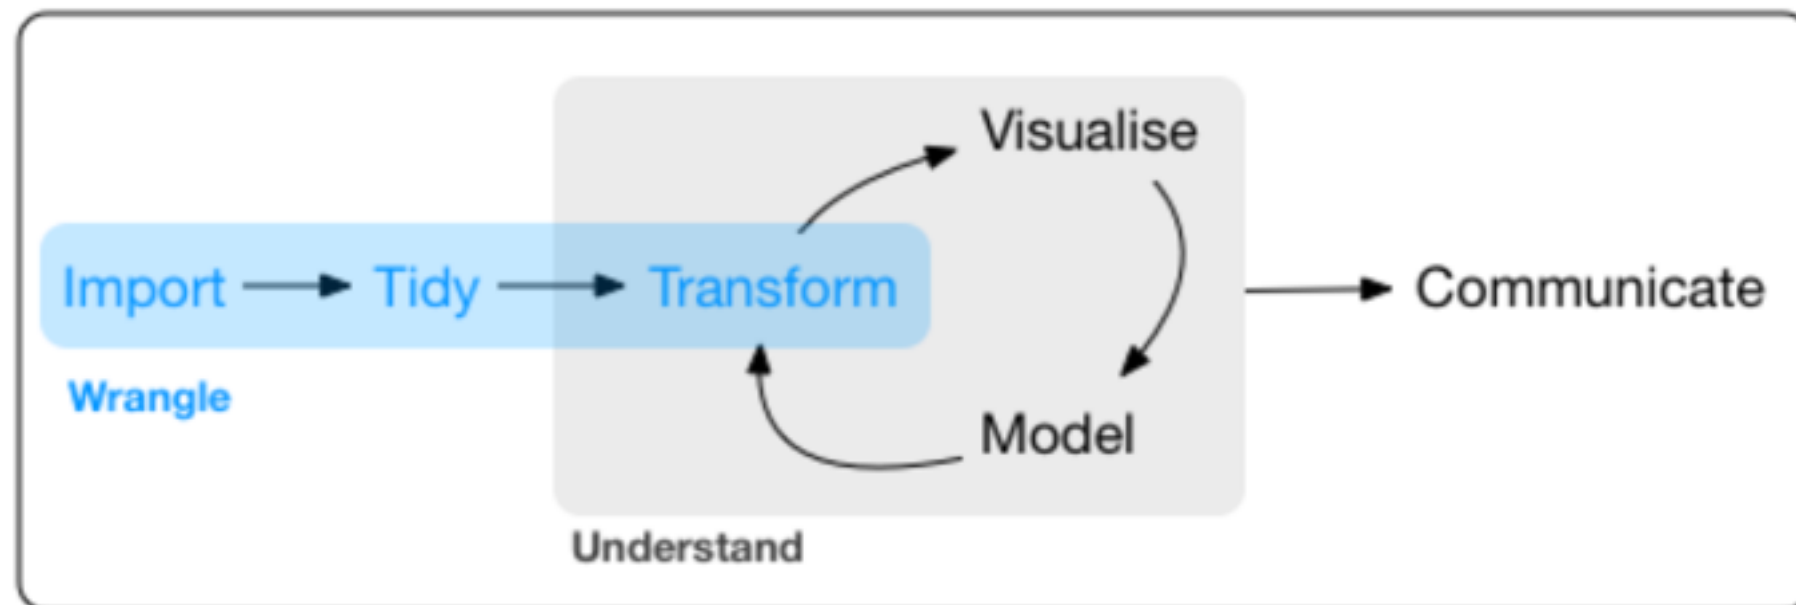 Visualise
Import Tidy Transform Communicate
Wrangle
Model
Understand